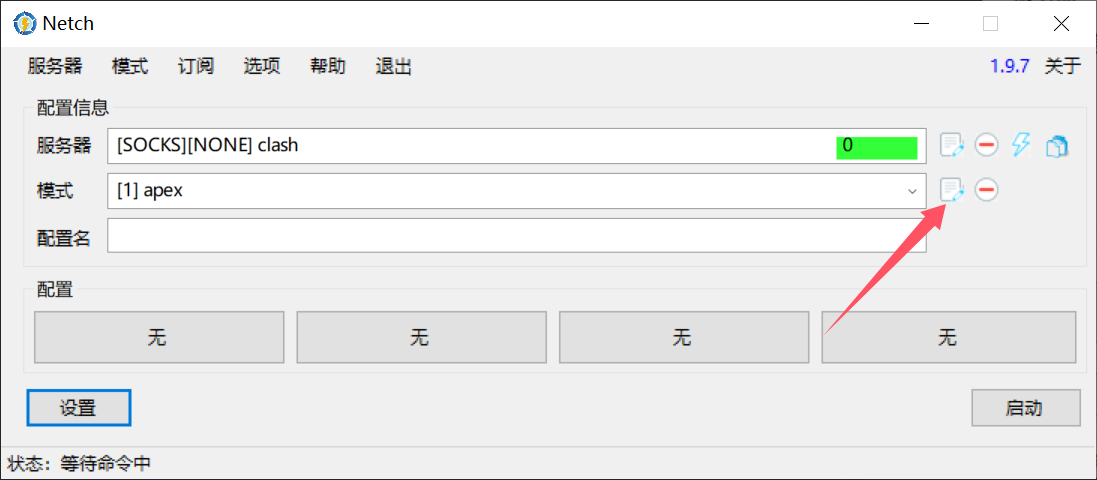 Netch
服务器 模式 订阅 选项 帮助 退出 1.9.7 关于
配置信息
服务器 [SOCKS][NONE] clash 0
模式 [1] apex
配置名
配置
无 无 无 无
设置 启动
状态：等待命令中